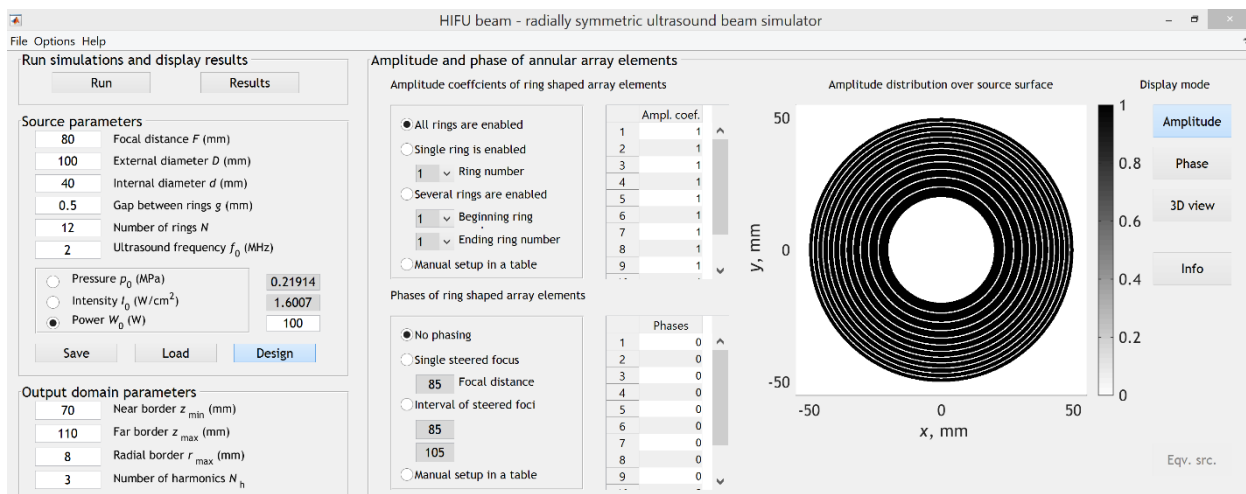 HIFU beam - radially symmetric ultrasound beam simulator
File Options Help
Run simulations and display results
Run
Results
Source parameters
80 Focal distance F (mm)
100 External diameter D (mm)
40 Internal diameter d (mm)
0.5 Gap between rings g (mm)
12 Number of rings N
2 Ultrasound frequency f0 (MHz)
Pressure p0 (MPa) 0.21914
Intensity I0 (W/cm2) 1.6007
Power W0 (W) 100
Save
Load
Design
Output domain parameters
70 Near border z min (mm)
110 Far border z max (mm)
8 Radial border r max (mm)
3 Number of harmonics N h
Amplitude and phase of annular array elements
Amplitude coeffcients of ring shaped array elements
All rings are enabled
Single ring is enabled
1 Ring number
Several rings are enabled
1 Beginning ring
1 Ending ring number
Manual setup in a table
Ampl. coef.
1 1
2 1
3 1
4 1
5 1
6 1
7 1
8 1
9 1
Phases of ring shaped array elements
No phasing
Single steered focus
85 Focal distance
Interval of steered foci
85
105
Manual setup in a table
Phases
1 0
2 0
3 0
4 0
5 0
6 0
7 0
8 0
9 0
Amplitude distribution over source surface
50
0
-50
y, mm
-50 0 50
x, mm
1
0.8
0.6
0.4
0.2
0
Display mode
Amplitude
Phase
3D view
Info
Eqv. src.